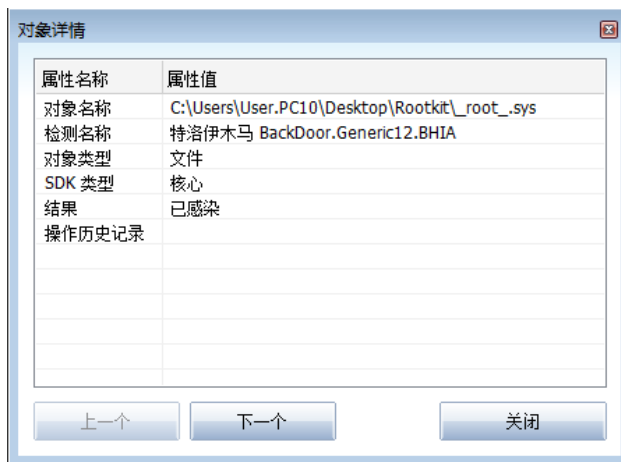 对象详情
属性名称 属性值
对象名称 C:\Users\User.PC10\Desktop\Rootkit\_root_.sys
检测名称 特洛伊木马 BackDoor.Generic12.BHIA
对象类型 文件
SDK 类型 核心
结果 已感染
操作历史记录
上一个 下一个 关闭